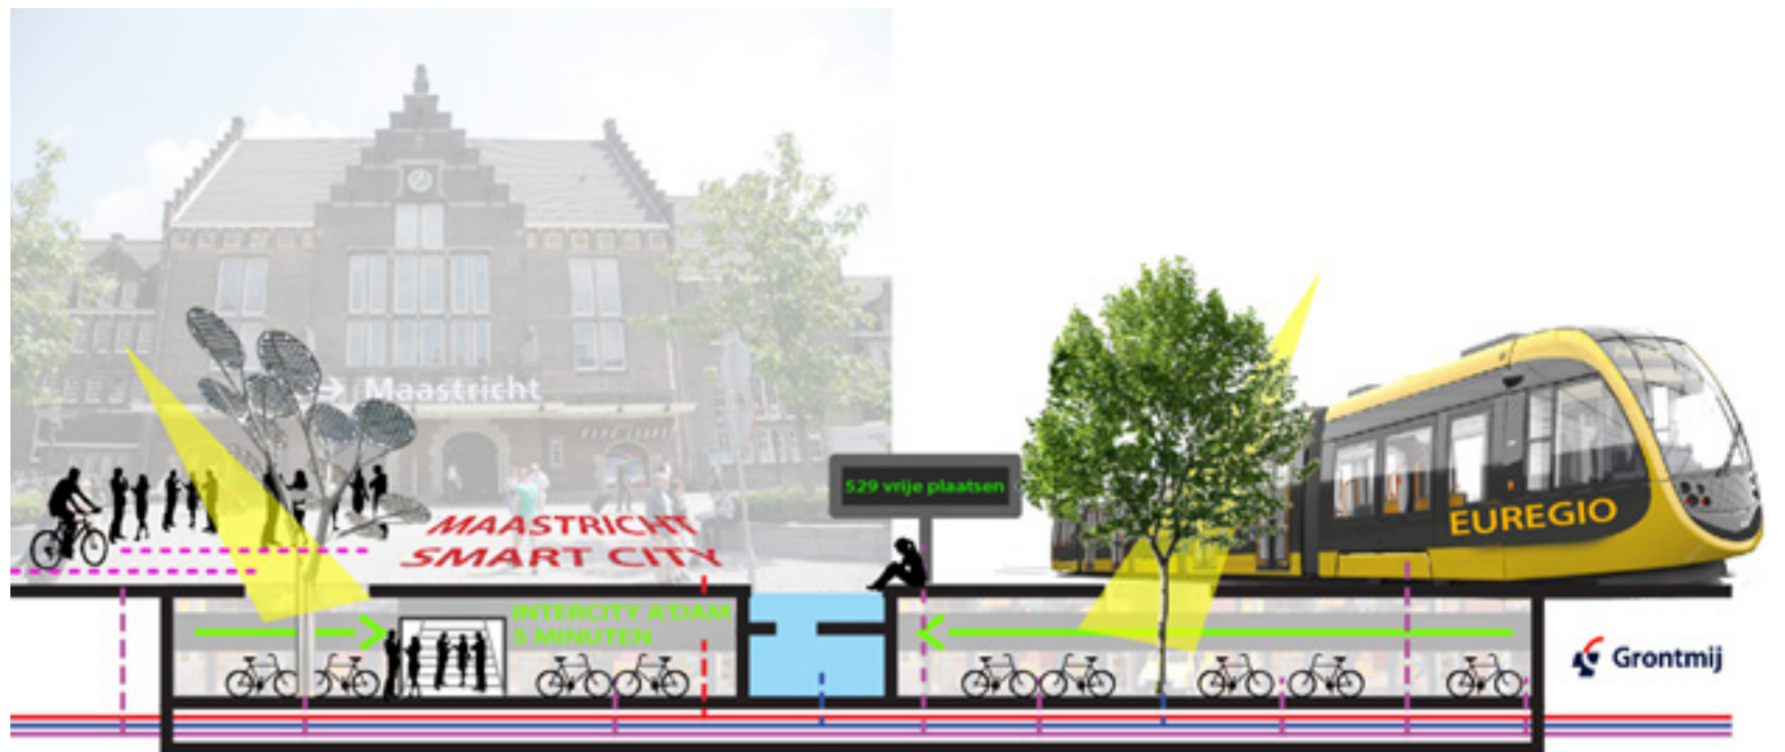 Maastricht
529 vrije plaatsen
MAASTRICHT
SMART CITY
EUREGIO
INTERCITY A'DAM
5 MINUTEN
Grontmij